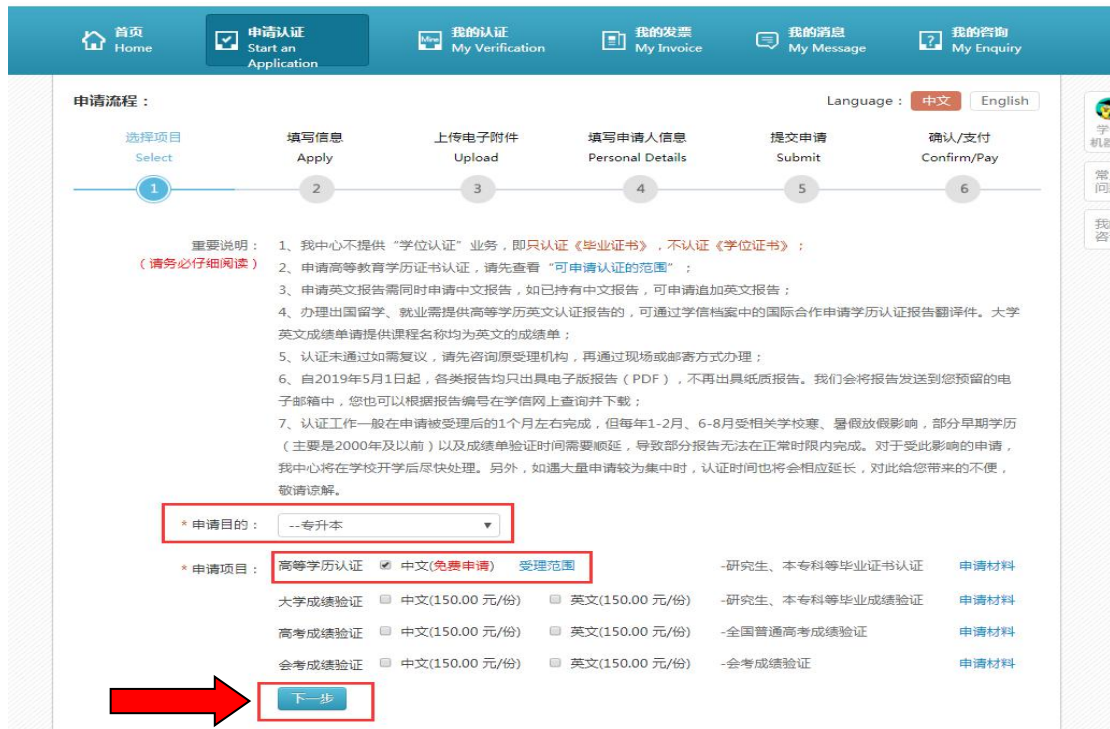 首页
Home
申请认证
Start an
Application
Mine
我的认证
My Verification
我的发票
My Invoice
我的消息
My Message
?
我的咨询
My Enquiry
申请流程：
Language： 中文 English
选择项目 填写信息 上传电子附件 填写申请人信息 提交申请 确认/支付
Select Apply Upload Personal Details Submit Confirm/Pay
1 2 3 4 5 6
重要说明：
（请务必仔细阅读）
1、我中心不提供“学位认证”业务，即只认证《毕业证书》，不认证《学位证书》；
2、申请高等教育学历证书认证，请先查看“可申请认证的范围”；
3、申请英文报告需同时申请中文报告，如已持有中文报告，可申请追加英文报告；
4、办理出国留学、就业需提供高等学历英文认证报告的，可通过学信档案中的国际合作申请学历认证报告翻译件。大学
英文成绩单请提供课程名称均为英文的成绩单；
5、认证未通过如需复议，请先咨询原受理机构，再通过现场或邮寄方式办理；
6、自2019年5月1日起，各类报告均只出具电子版报告（PDF），不再出具纸质报告。我们会将报告发送到您预留的电
子邮箱中，您也可以根据报告编号在学信网上查询并下载；
7、认证工作一般在申请被受理后的1个月左右完成，但每年1-2月、6-8月受相关学校寒、暑假放假影响，部分早期学历
（主要是2000年及以前）以及成绩单验证时间需要顺延，导致部分报告无法在正常时限内完成。对于受此影响的申请，
我中心将在学校开学后尽快处理。另外，如遇大量申请较为集中时，认证时间也将会相应延长，对此给您带来的不便，
敬请谅解。
* 申请目的： --专升本
* 申请项目： 高等学历认证 中文(免费申请) 受理范围 -研究生、本专科等毕业证书认证 申请材料
大学成绩验证 中文(150.00 元/份) 英文(150.00 元/份) -研究生、本专科等毕业成绩验证 申请材料
高考成绩验证 中文(150.00 元/份) 英文(150.00 元/份) -全国普通高考成绩验证 申请材料
会考成绩验证 中文(150.00 元/份) 英文(150.00 元/份) -会考成绩验证 申请材料
下一步